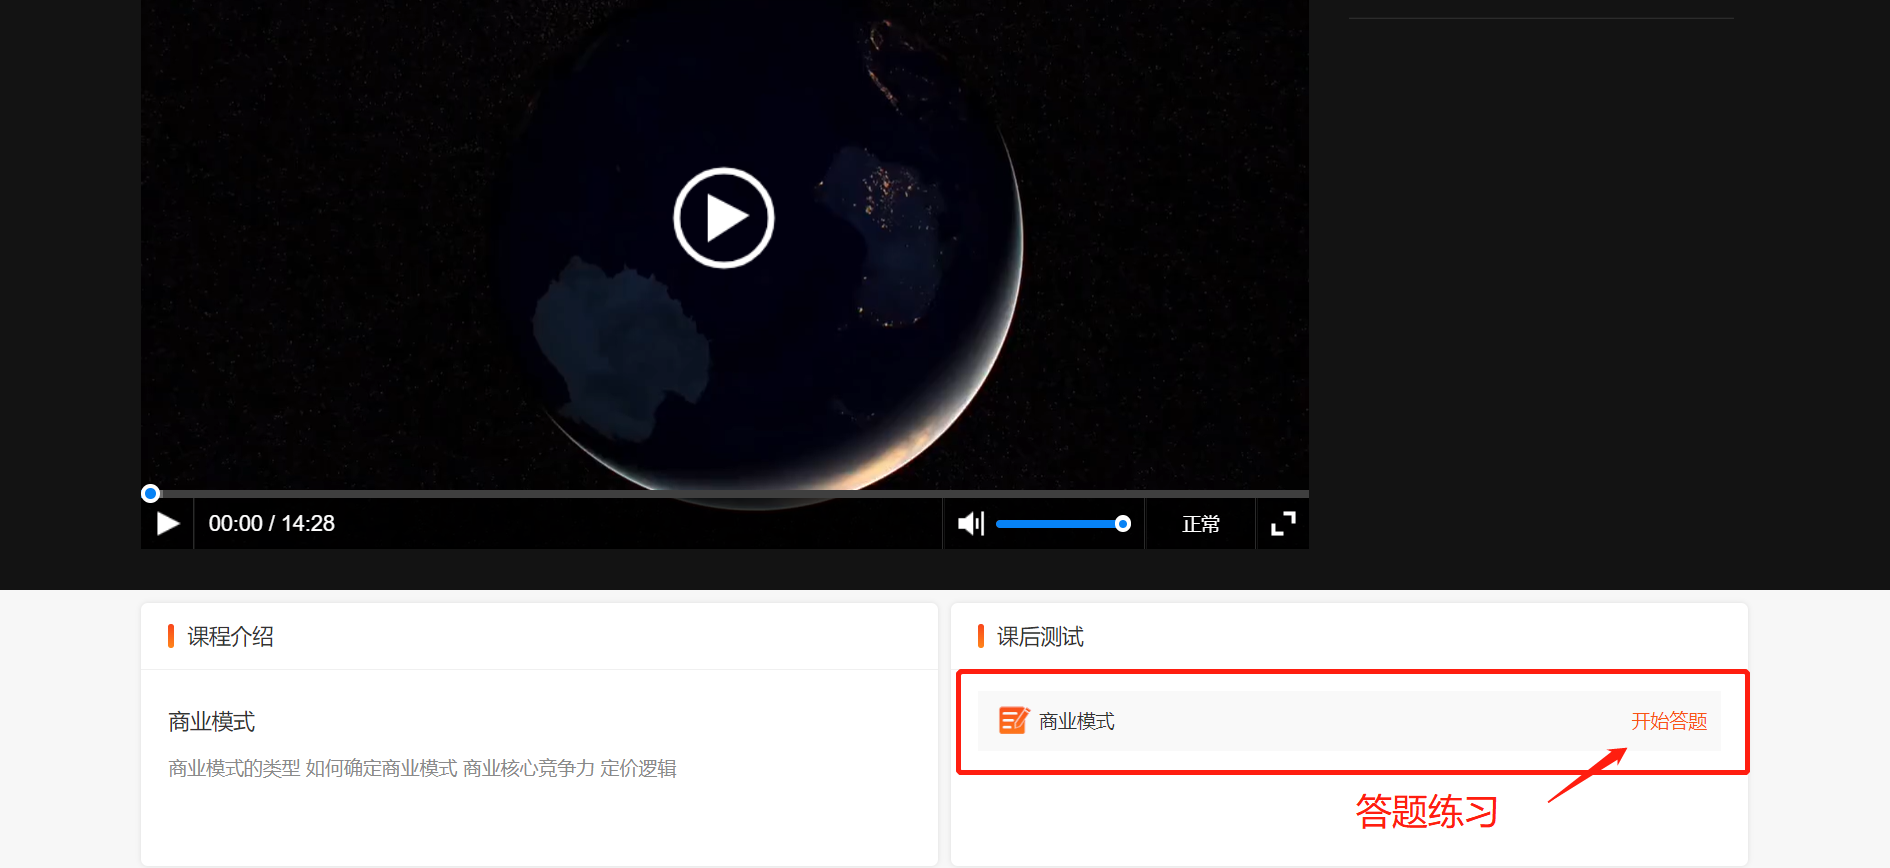 00:00 / 14:28
正常
课程介绍
商业模式
商业模式的类型 如何确定商业模式 商业核心竞争力 定价逻辑
课后测试
商业模式
开始答题
答题练习